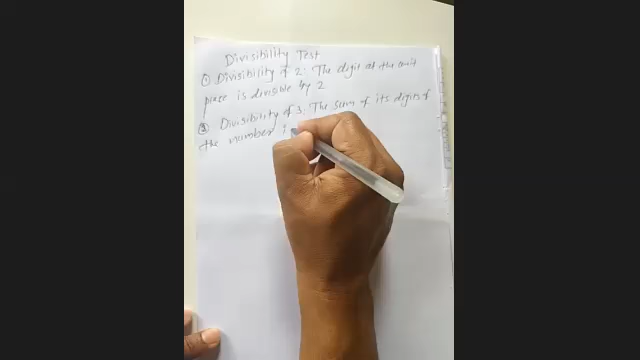 Divisibility Test
① Divisibility of 2: The digit at the unit
place is divisible by 2
② Divisibility of 3: The sum of its digits of
the number i